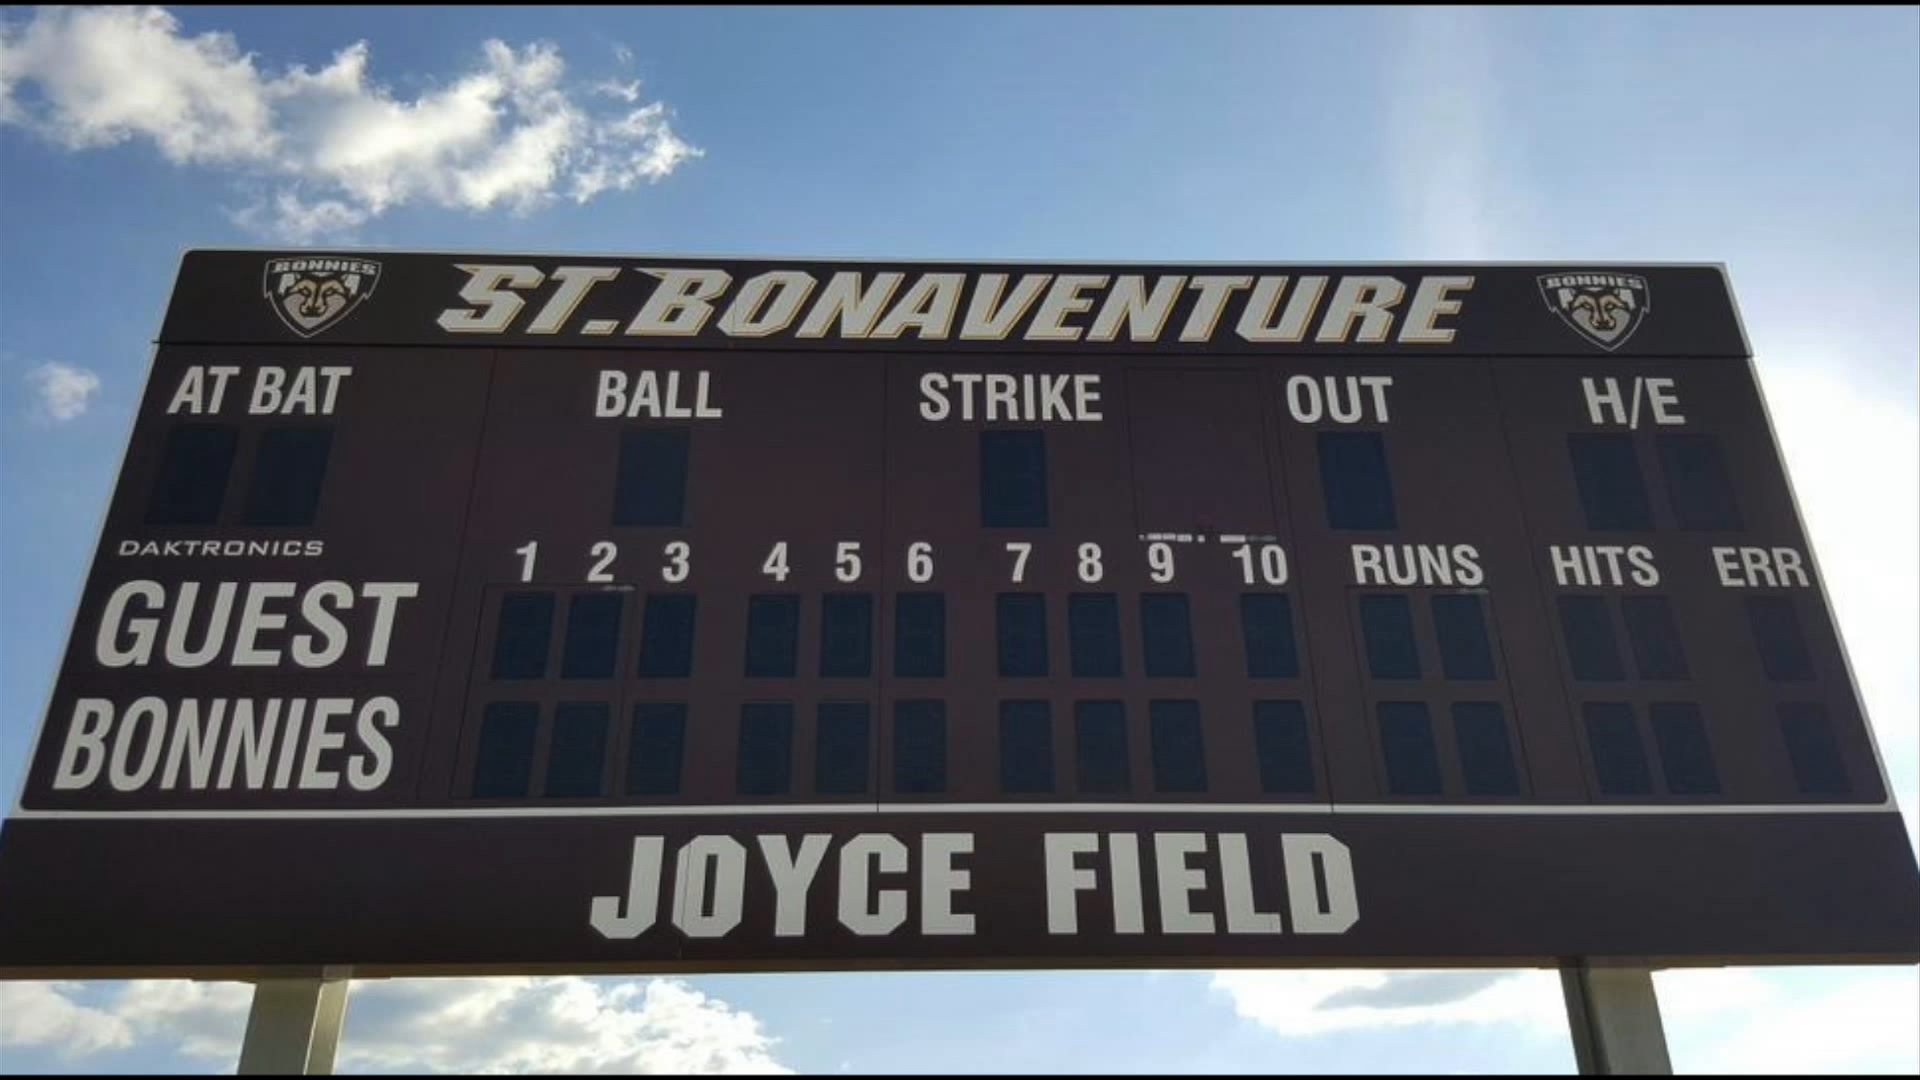 BONNIES ST. BONAVENTURE BONNIES
AT BAT BALL STRIKE OUT H/E
DAKTRONICS
1 2 3 4 5 6 7 8 9 10 RUNS HITS ERR
GUEST
BONNIES
JOYCE FIELD